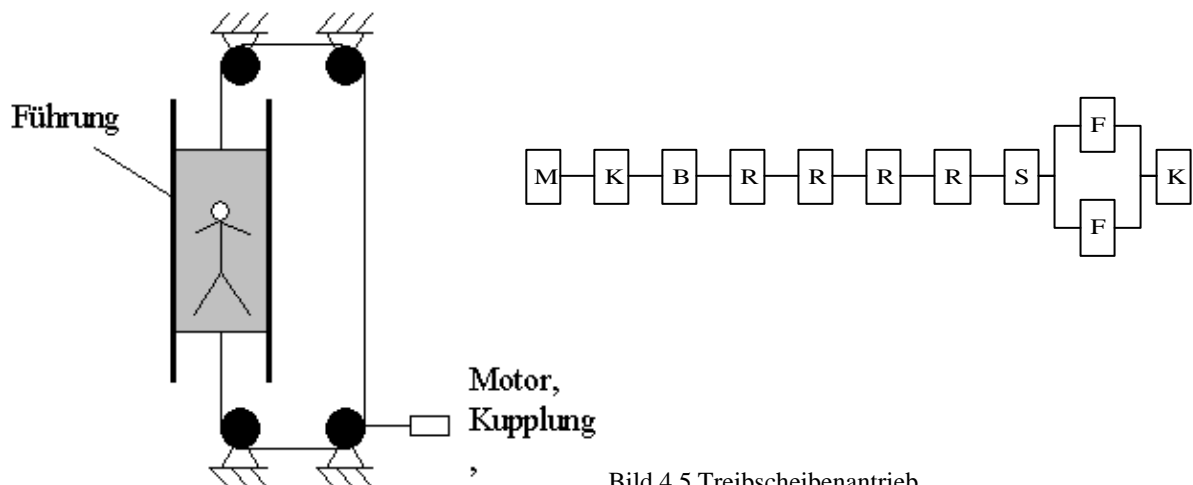 Führung
Motor,
Kupplung
,
F
M K B R R R R S K
F
Bild 4.5 Treibscheibenantrieb